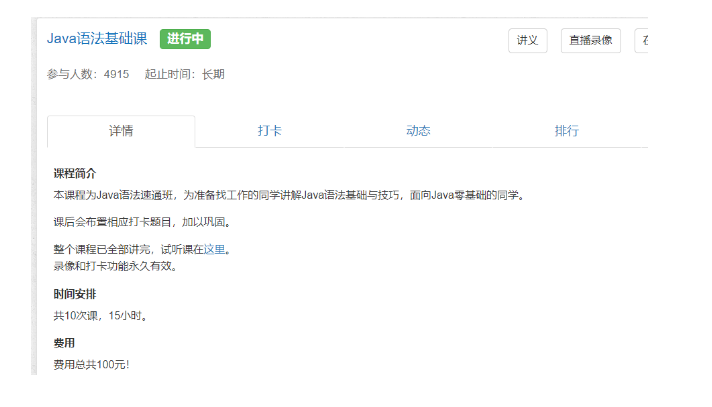 Java语法基础课 进行中 讲义 直播录像
参与人数：4915 起止时间：长期
详情 打卡 动态 排行
课程简介
本课程为Java语法速通班，为准备找工作的同学讲解Java语法基础与技巧，面向Java零基础的同学。
课后会布置相应打卡题目，加以巩固。
整个课程已全部讲完，试听课在这里。
录像和打卡功能永久有效。
时间安排
共10次课，15小时。
费用
费用总共100元！